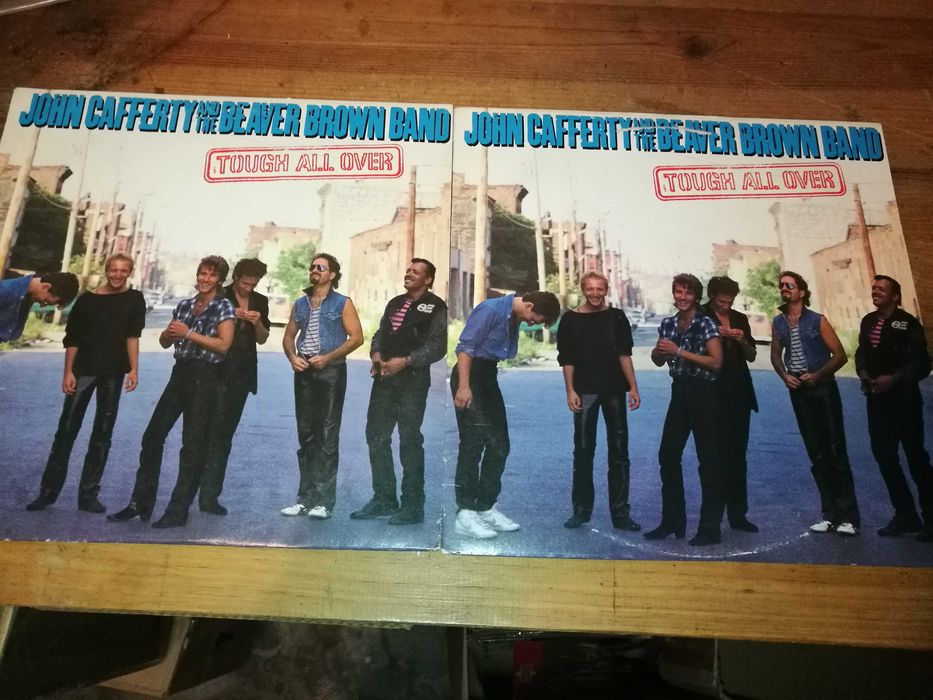 JOHN CAFFERTY AND THE BEAVER BROWN BAND
TOUGH ALL OVER
JOHN CAFFERTY AND THE BEAVER BROWN BAND
TOUGH ALL OVER